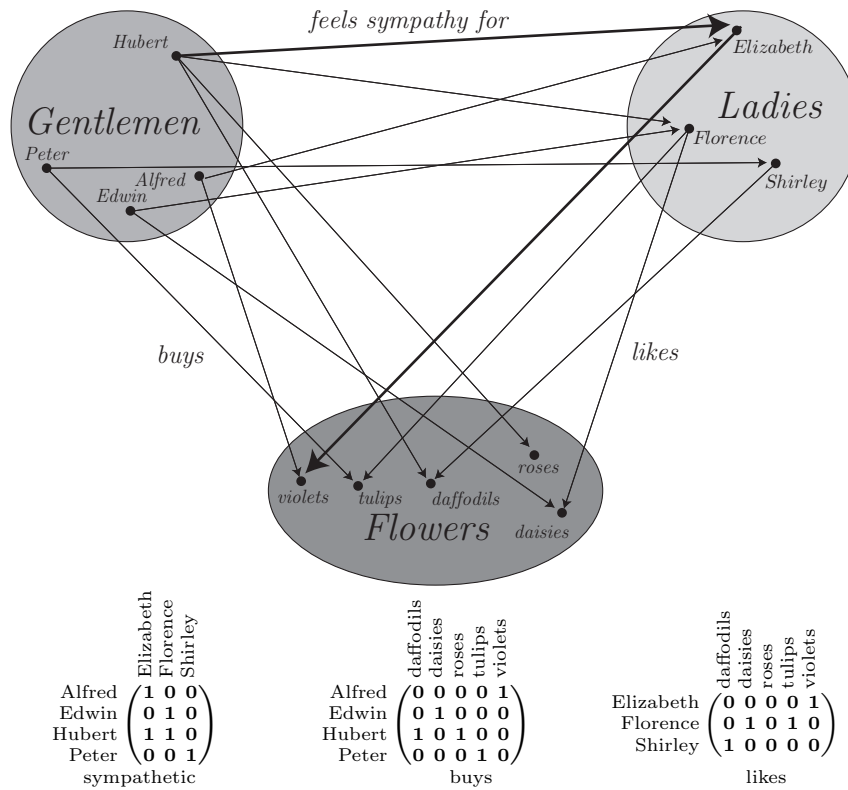 feels sympathy for
Hubert
Elizabeth
Gentlemen
Ladies
Florence
Peter
Alfred
Shirley
Edwin
buys
likes
roses
violets
tulips
daffodils
Flowers
daisies
Elizabeth
Florence
Shirley
Alfred 1 0 0
Edwin 0 1 0
Hubert 1 1 0
Peter 0 0 1
sympathetic
daffodils
daisies
roses
tulips
violets
Alfred 0 0 0 0 1
Edwin 0 1 0 0 0
Hubert 1 0 1 0 0
Peter 0 0 0 1 0
buys
daffodils
daisies
roses
tulips
violets
Elizabeth 0 0 0 0 1
Florence 0 1 0 1 0
Shirley 1 0 0 0 0
likes